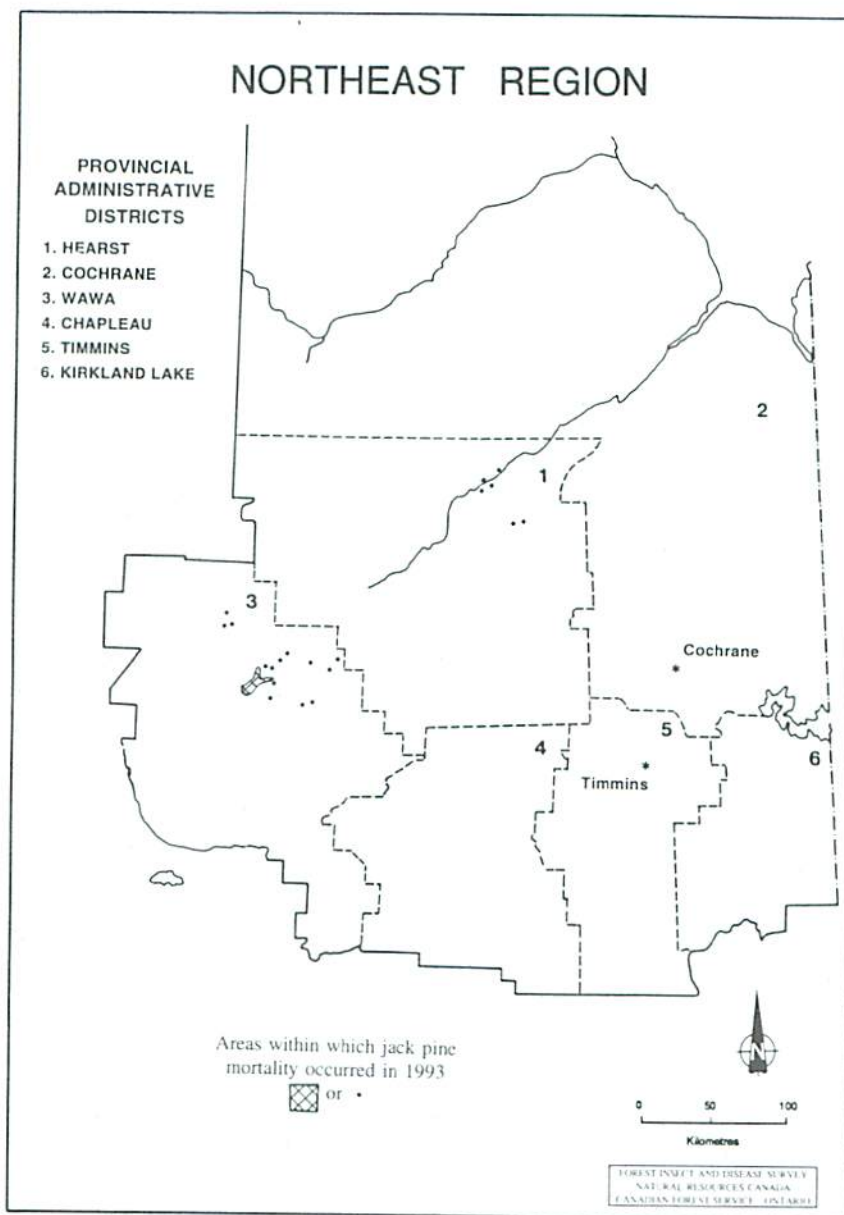 NORTHEAST REGION
PROVINCIAL
ADMINISTRATIVE
DISTRICTS
1. HEARST
2. COCHRANE
3. WAWA
4. CHAPLEAU
5. TIMMINS
6. KIRKLAND LAKE
2
1
3
Cochrane
5
4
6
Timmins
N
Areas within which jack pine
mortality occurred in 1993
or
0 50 100
Kilometres
FOREST INSECT AND DISEASE SURVEY
NATURAL RESOURCES CANADA
CANADIAN FOREST SERVICE - ONTARIO